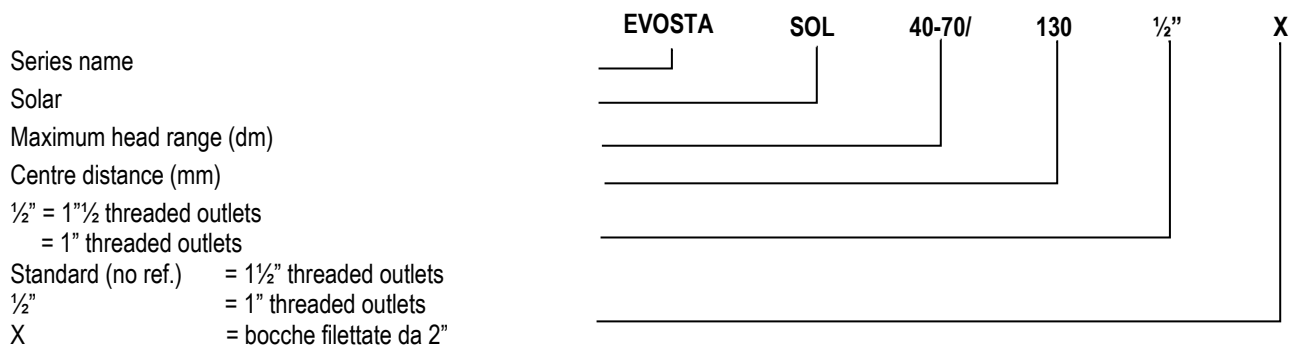 EVOSTA SOL 40-70/ 130 ½” X
Series name
Solar
Maximum head range (dm)
Centre distance (mm)
½” = 1”½ threaded outlets
= 1” threaded outlets
Standard (no ref.) = 1½” threaded outlets
½” = 1” threaded outlets
X = bocche filettate da 2”